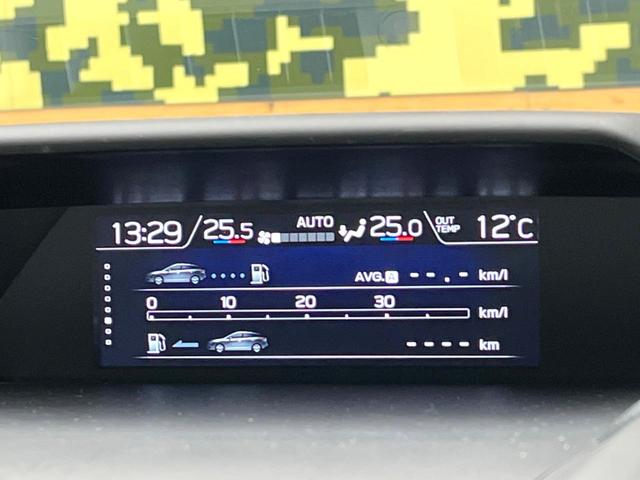 13:29 25.5 AUTO 25.0 OUT TEMP 12°C
AVG. A --.- km/l
0 10 20 30
km/l
---- km